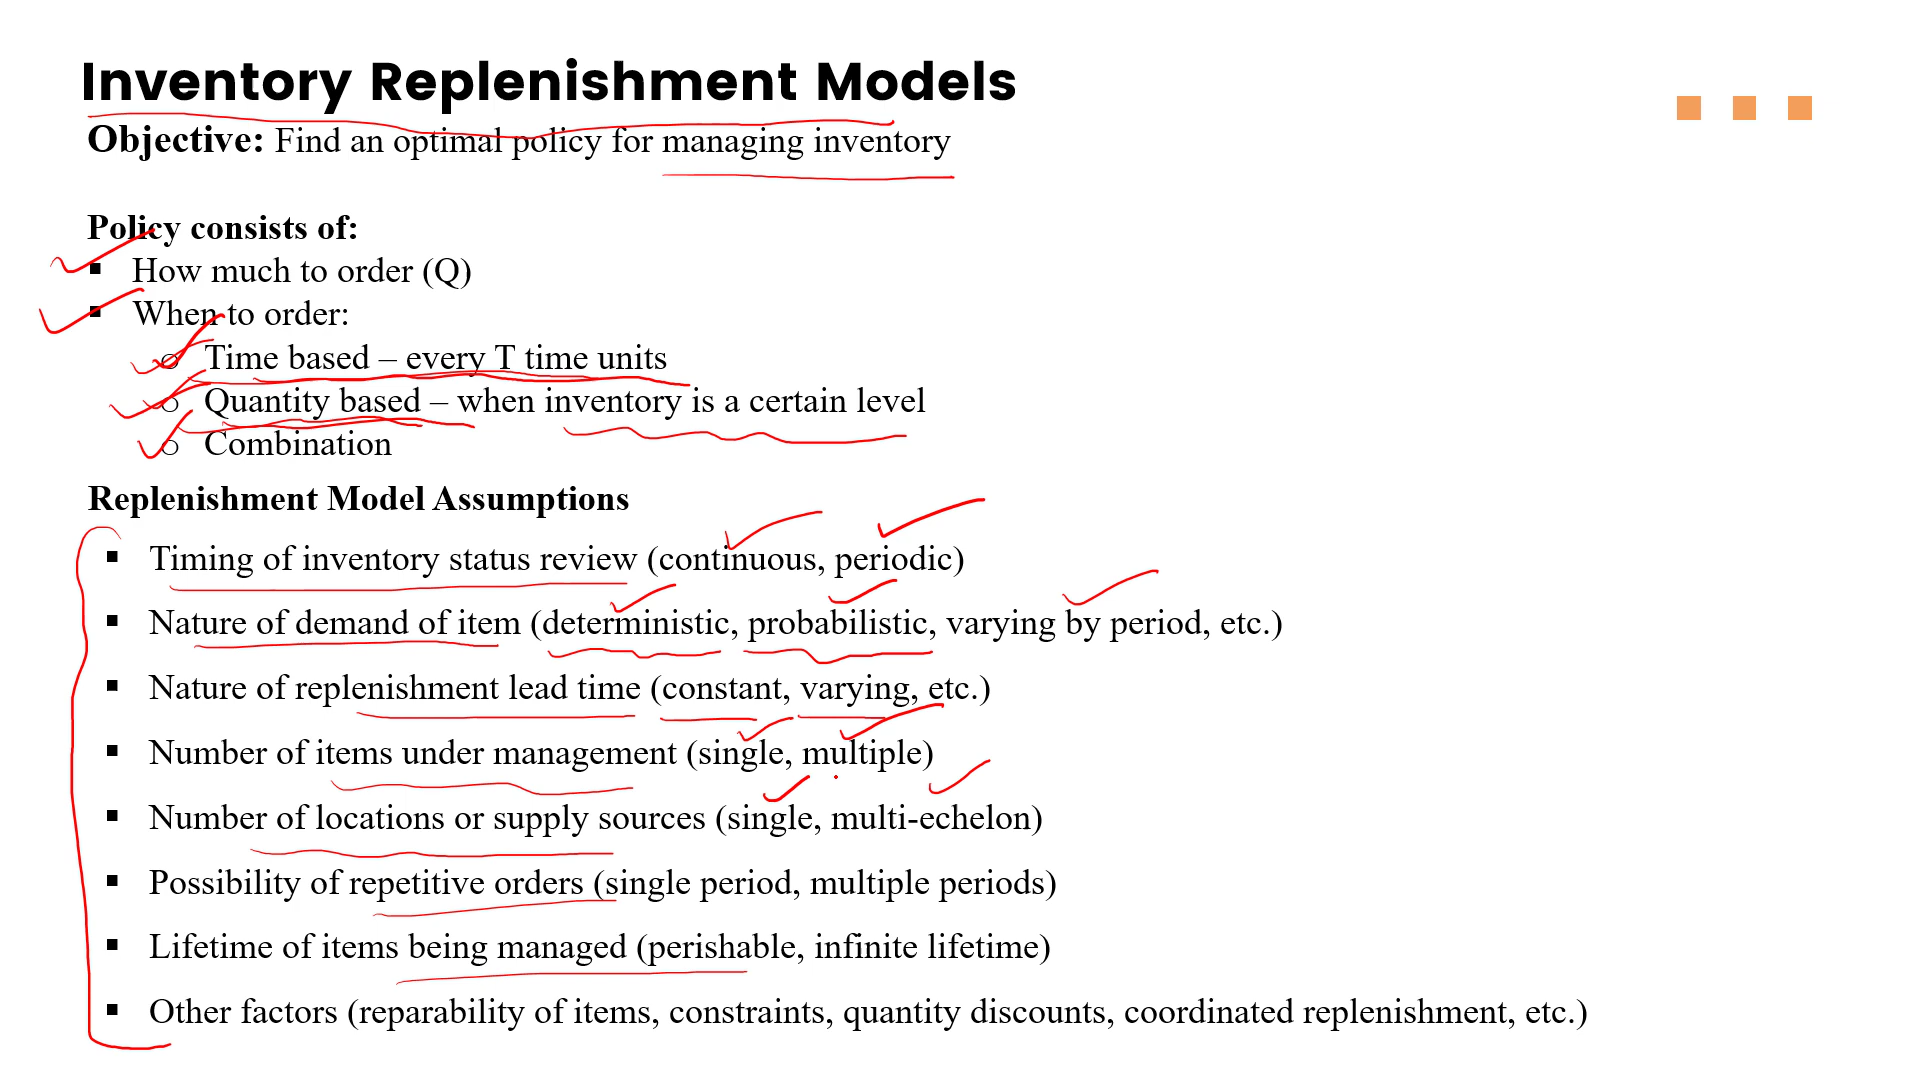 Inventory Replenishment Models
Objective: Find an optimal policy for managing inventory
Policy consists of:
▪ How much to order (Q)
▪ When to order:
o Time based – every T time units
o Quantity based – when inventory is a certain level
o Combination
Replenishment Model Assumptions
▪ Timing of inventory status review (continuous, periodic)
▪ Nature of demand of item (deterministic, probabilistic, varying by period, etc.)
▪ Nature of replenishment lead time (constant, varying, etc.)
▪ Number of items under management (single, multiple)
▪ Number of locations or supply sources (single, multi-echelon)
▪ Possibility of repetitive orders (single period, multiple periods)
▪ Lifetime of items being managed (perishable, infinite lifetime)
▪ Other factors (reparability of items, constraints, quantity discounts, coordinated replenishment, etc.)